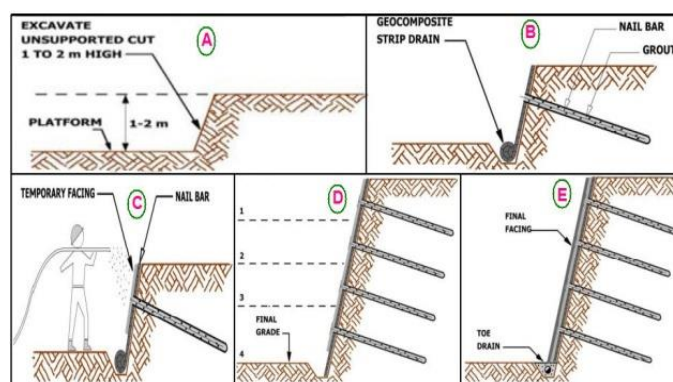 EXCAVATE
UNSUPPORTED CUT
1 TO 2 m HIGH
A
PLATFORM
1-2 m
GEOCOMPOSITE
STRIP DRAIN
B
NAIL BAR
GROUT
TEMPORARY FACING
C
NAIL BAR
D
1
2
3
FINAL
GRADE
4
E
FINAL
FACING
TOE
DRAIN